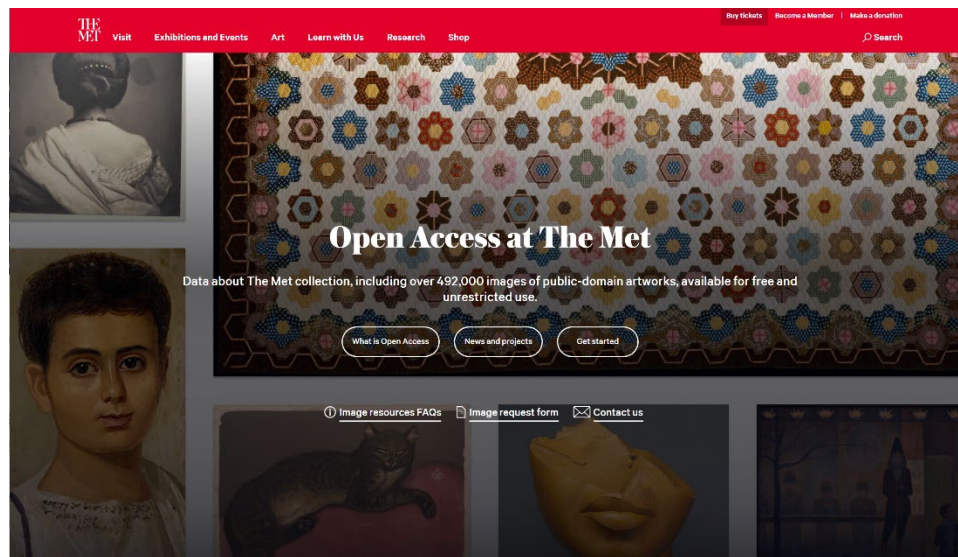 Buy tickets Become a Member | Make a donation
THE
MET
Visit Exhibitions and Events Art Learn with Us Research Shop Search
Open Access at The Met
Data about The Met collection, including over 492,000 images of public-domain artworks, available for free and
unrestricted use.
What is Open Access News and projects Get started
Image resources FAQs Image request form Contact us